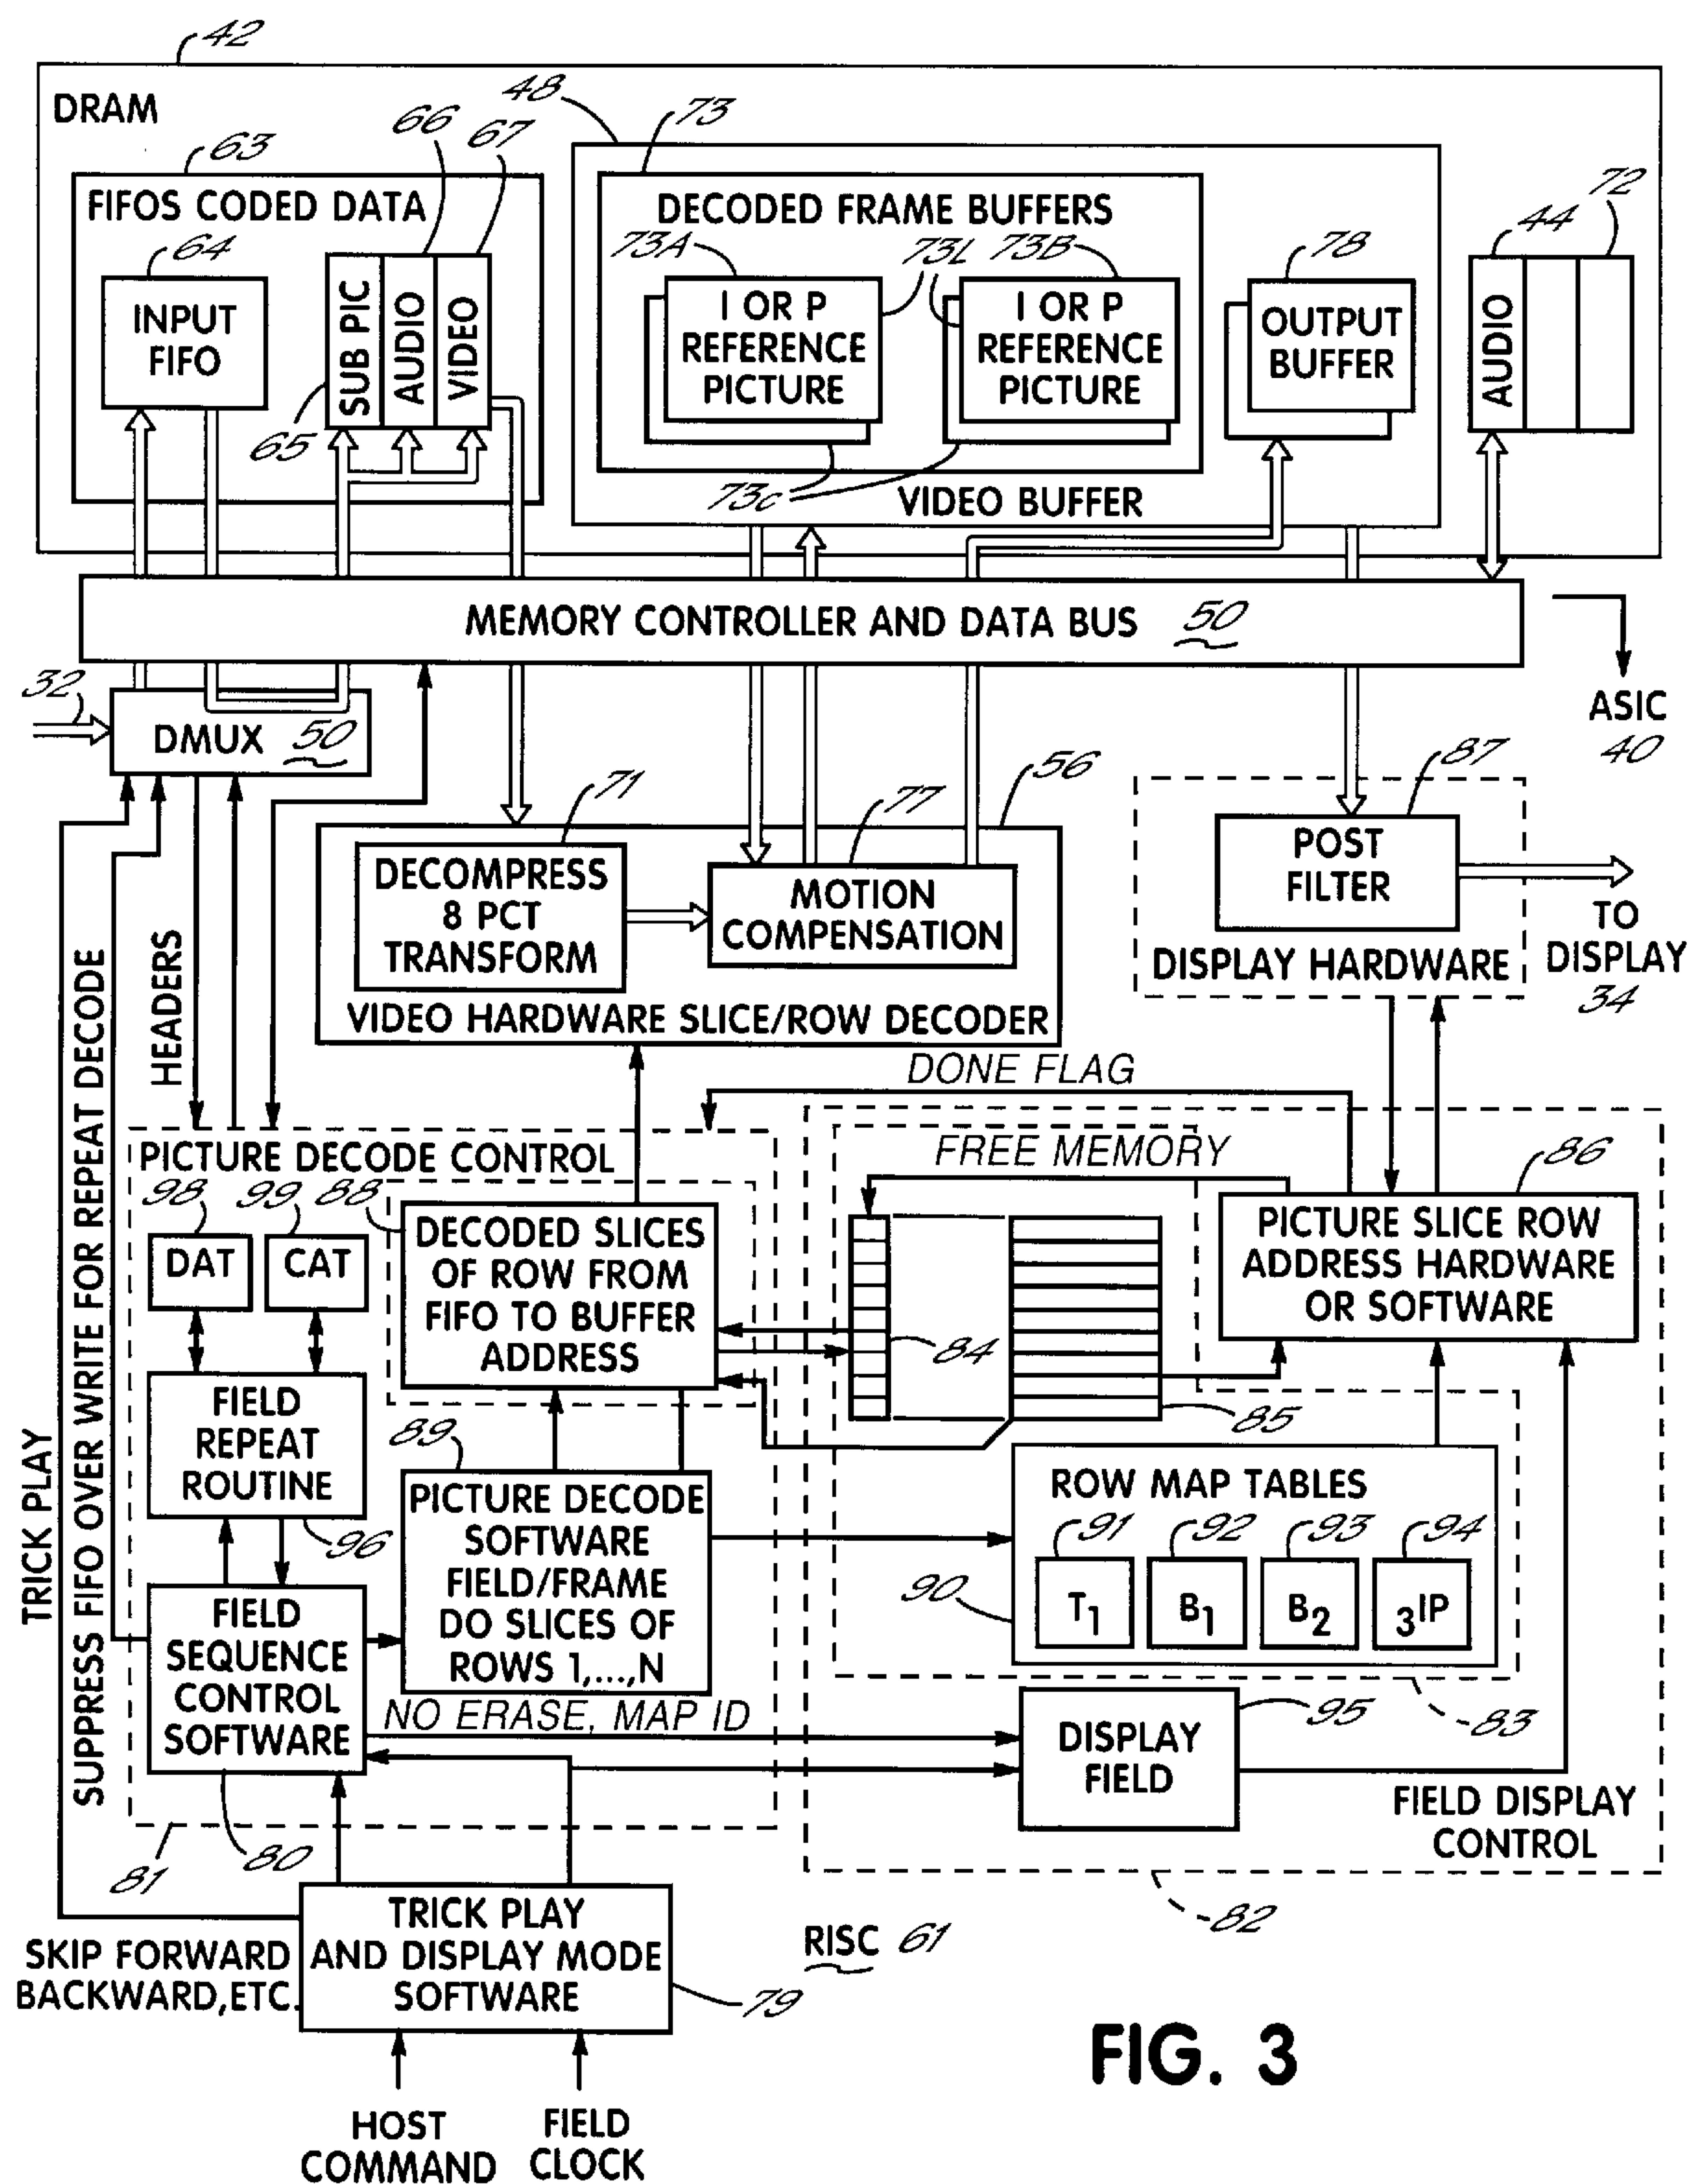 42
DRAM
48
73
66
67
63
FIFOS CODED DATA
64
INPUT
FIFO
SUB PIC
AUDIO
VIDEO
65
DECODED FRAME BUFFERS
73A
73L
73B
I OR P
REFERENCE
PICTURE
I OR P
REFERENCE
PICTURE
73c
VIDEO BUFFER
78
OUTPUT
BUFFER
44
72
AUDIO
MEMORY CONTROLLER AND DATA BUS 50
ASIC
40
32
DMUX 50
56
71
DECOMPRESS
8 PCT
TRANSFORM
77
MOTION
COMPENSATION
VIDEO HARDWARE SLICE/ROW DECODER
87
POST
FILTER
DISPLAY HARDWARE
TO
DISPLAY
34
TRICK PLAY
SUPPRESS FIFO OVER WRITE FOR REPEAT DECODE
HEADERS
DONE FLAG
PICTURE DECODE CONTROL
98
99
88
DAT
CAT
DECODED SLICES
OF ROW FROM
FIFO TO BUFFER
ADDRESS
FREE MEMORY
84
85
86
PICTURE SLICE ROW
ADDRESS HARDWARE
OR SOFTWARE
FIELD
REPEAT
ROUTINE
96
89
PICTURE DECODE
SOFTWARE
FIELD/FRAME
DO SLICES OF
ROWS 1,...,N
ROW MAP TABLES
91
92
93
94
90
T1
B1
B2
3IP
83
FIELD
SEQUENCE
CONTROL
SOFTWARE
NO ERASE, MAP ID
95
DISPLAY
FIELD
FIELD DISPLAY
CONTROL
81
80
82
SKIP FORWARD
BACKWARD,ETC.
TRICK PLAY
AND DISPLAY MODE
SOFTWARE
79
RISC 61
HOST
COMMAND
FIELD
CLOCK
FIG. 3